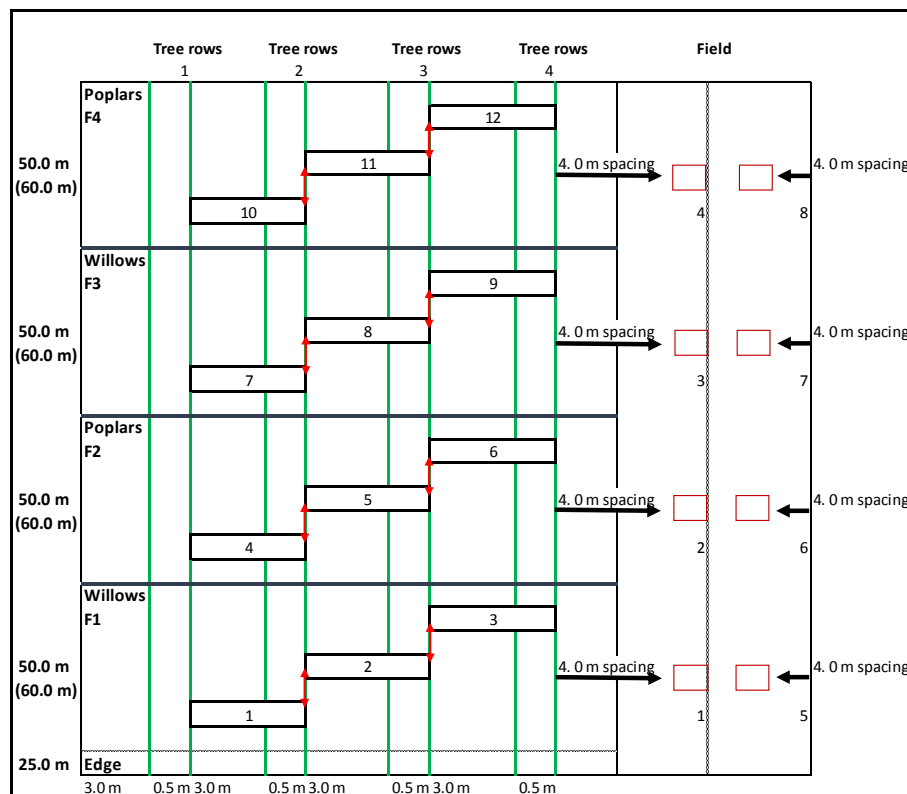 Tree rows Tree rows Tree rows Tree rows Field
1 2 3 4
Poplars
F4
12
50.0 m
(60.0 m)
11
4. 0 m spacing
4. 0 m spacing
10
4 8
Willows
F3
9
50.0 m
(60.0 m)
8
4. 0 m spacing
4. 0 m spacing
7
3 7
Poplars
F2
6
50.0 m
(60.0 m)
5
4. 0 m spacing
4. 0 m spacing
4
2 6
Willows
F1
3
50.0 m
(60.0 m)
2
4. 0 m spacing
4. 0 m spacing
1
1 5
25.0 m Edge
3.0 m 0.5 m 3.0 m 0.5 m 3.0 m 0.5 m 3.0 m 0.5 m